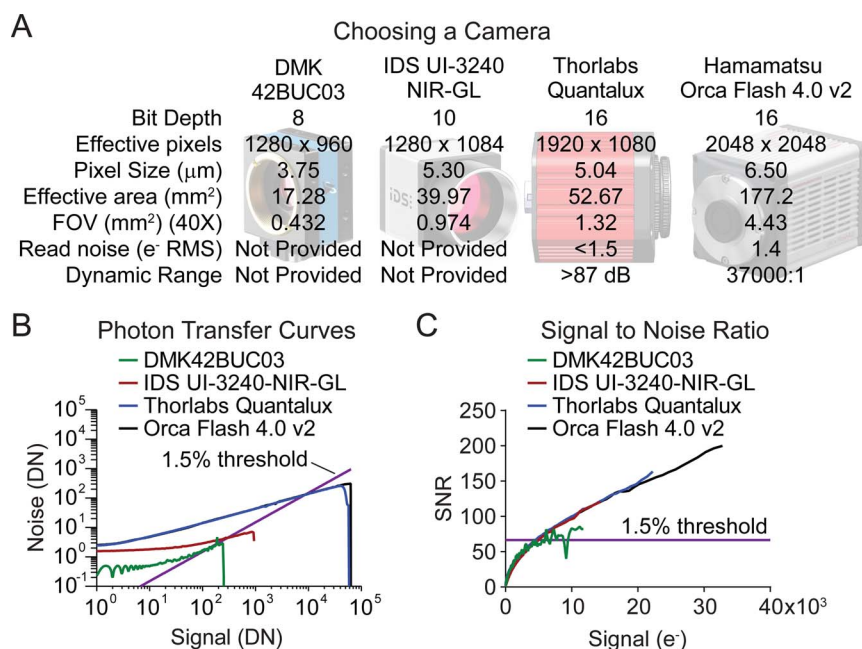 A
Choosing a Camera
DMK 42BUC03 IDS UI-3240 NIR-GL Thorlabs Quantalux Hamamatsu Orca Flash 4.0 v2
Bit Depth 8 10 16 16
Effective pixels 1280 x 960 1280 x 1084 1920 x 1080 2048 x 2048
Pixel Size (μm) 3.75 5.30 5.04 6.50
Effective area (mm²) 17.28 39.97 52.67 177.2
FOV (mm²) (40X) 0.432 0.974 1.32 4.43
Read noise (e⁻ RMS) Not Provided Not Provided <1.5 1.4
Dynamic Range Not Provided Not Provided >87 dB 37000:1
iDS:
B Photon Transfer Curves
DMK42BUC03
IDS UI-3240-NIR-GL
Thorlabs Quantalux
Orca Flash 4.0 v2
1.5% threshold
Noise (DN)
10⁵
10⁴
10³
10²
10¹
10⁰
10⁻¹
10⁰ 10¹ 10² 10³ 10⁴ 10⁵
Signal (DN)
C Signal to Noise Ratio
DMK42BUC03
IDS UI-3240-NIR-GL
Thorlabs Quantalux
Orca Flash 4.0 v2
SNR
250
200
150
100
50
0
1.5% threshold
0 10 20 30 40x10³
Signal (e⁻)